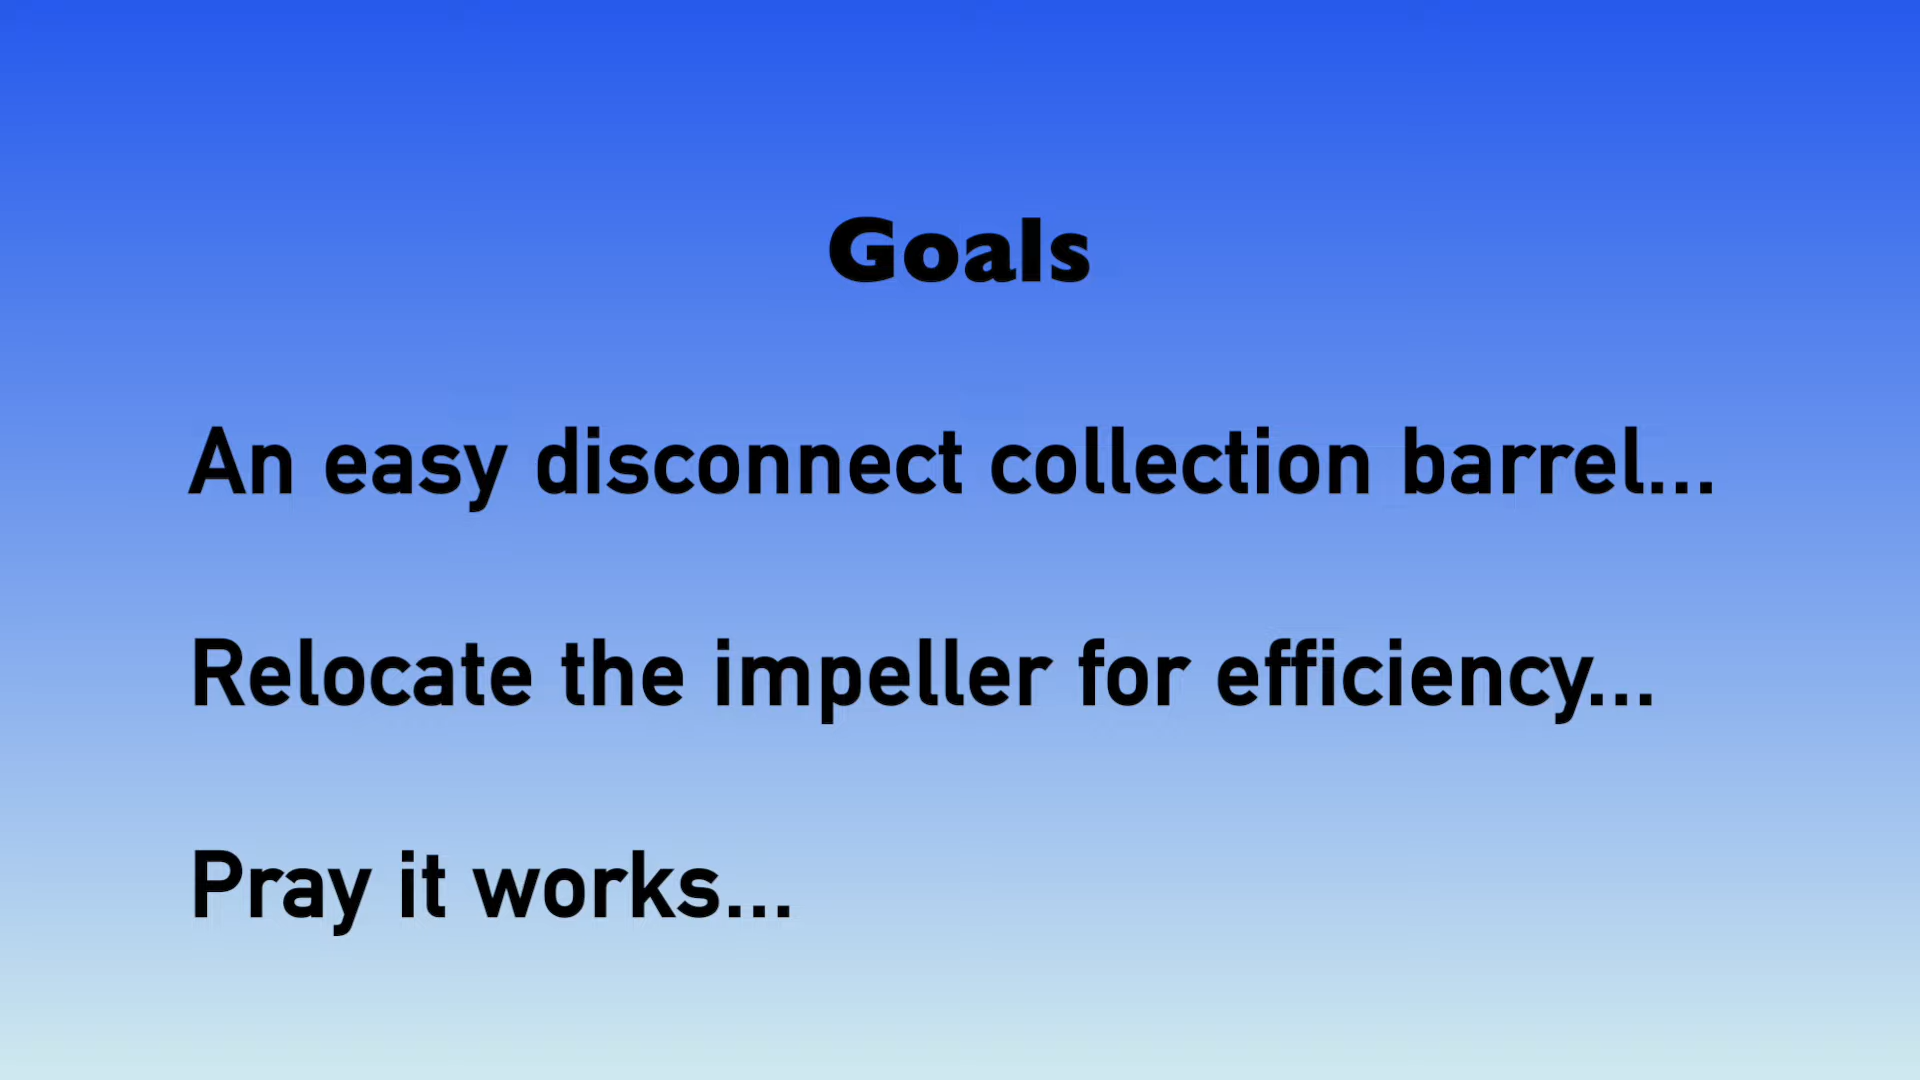 Goals
An easy disconnect collection barrel...
Relocate the impeller for efficiency...
Pray it works...